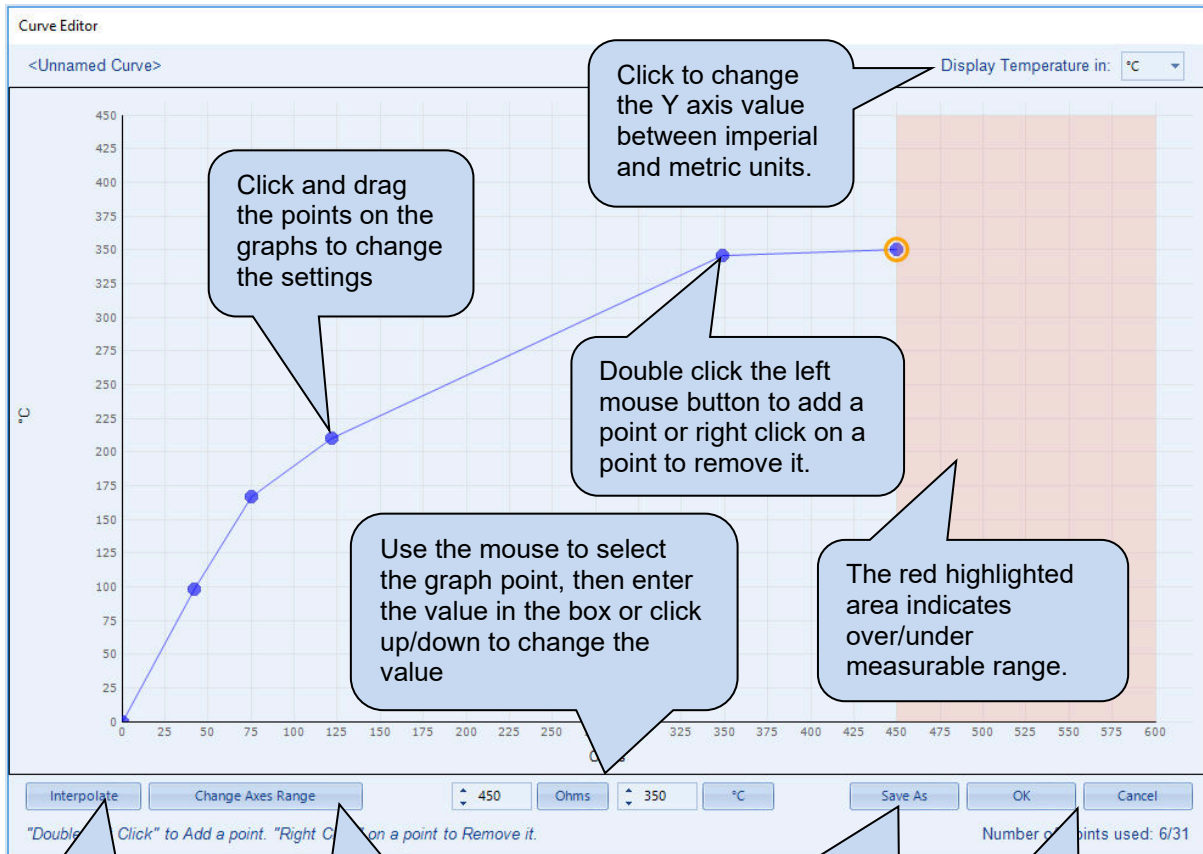 Curve Editor
<Unnamed Curve>
Display Temperature in: °C
Click to change
the Y axis value
between imperial
and metric units.
Click and drag
the points on the
graphs to change
the settings
Double click the left
mouse button to add a
point or right click on a
point to remove it.
Use the mouse to select
the graph point, then enter
the value in the box or click
up/down to change the
value
The red highlighted
area indicates
over/under
measurable range.
450
425
400
375
350
325
300
275
250
225
200
175
150
125
100
75
50
25
0
°C
0 25 50 75 100 125 150 175 200 225 250 325 350 375 400 425 450 475 500 525 550 575 600
Interpolate Change Axes Range 450 Ohms 350 °C Save As OK Cancel
"Double Click" to Add a point. "Right on a point to Remove it. Number used: 6/31